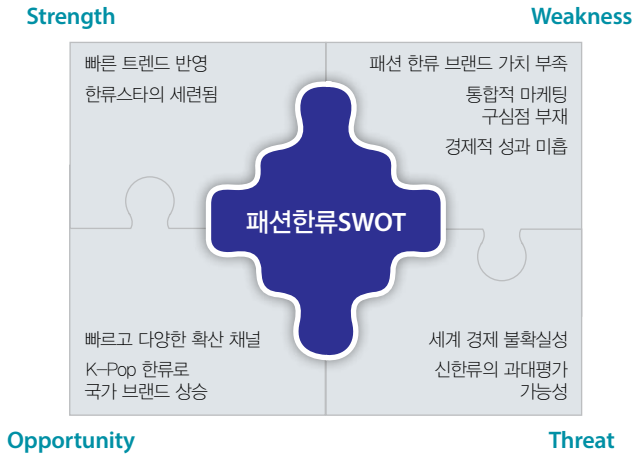 Strength
Weakness
빠른 트렌드 반영
한류스타의 세련됨
패션 한류 브랜드 가치 부족
통합적 마케팅
구심점 부재
경제적 성과 미흡
패션한류SWOT
빠르고 다양한 확산 채널
K-Pop 한류로
국가 브랜드 상승
세계 경제 불확실성
신한류의 과대평가
가능성
Opportunity
Threat